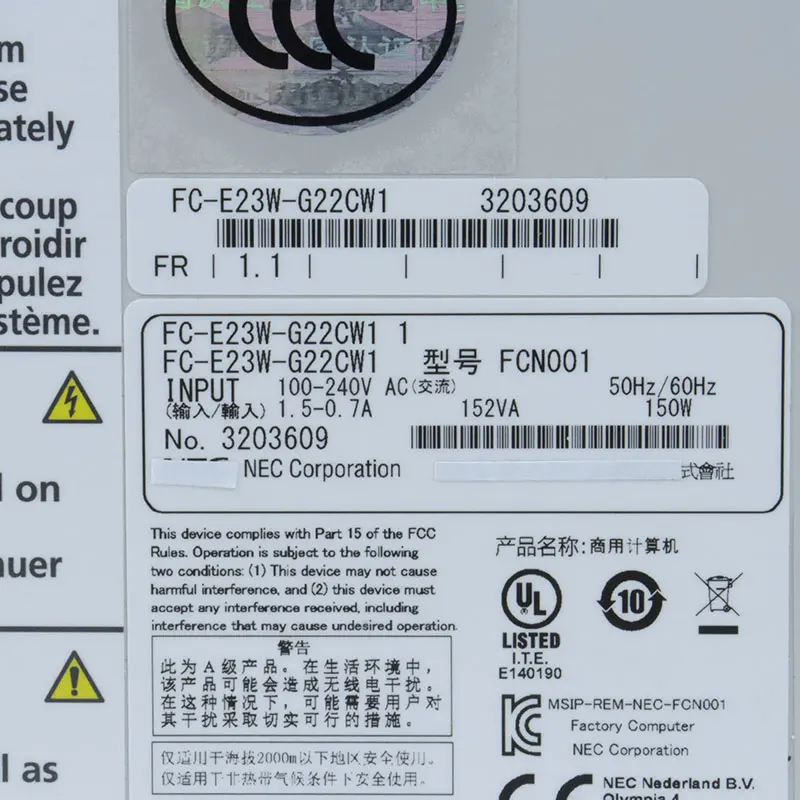 m
se
ately
coup
roidir
pulez
stème.
l on
nuer
l as
CCC
FC-E23W-G22CW1 3203609
FR | 1.1 | | | | |
FC-E23W-G22CW1 1
FC-E23W-G22CW1 型号 FCN001
INPUT 100-240V AC(交流) 50Hz/60Hz
(输入/輸入) 1.5-0.7A 152VA 150W
No. 3203609
NEC Corporation 式會社
This device complies with Part 15 of the FCC
Rules. Operation is subject to the following
two conditions: (1) This device may not cause
harmful interference, and (2) this device must
accept any interference received, including
interference that may cause undesired operation.
警告
此为A级产品。在生活环境中，
该产品可能会造成无线电干扰。
在这种情况下，可能需要用户对
其干扰采取切实可行的措施。
仅适用于海拔2000m以下地区安全使用。
仅适用于非热带气候条件下安全使用。
产品名称: 商用计算机
UL
10
LISTED
I.T.E.
E140190
MSIP-REM-NEC-FCN001
Factory Computer
NEC Corporation
NEC Nederland B.V.
Olympia 4